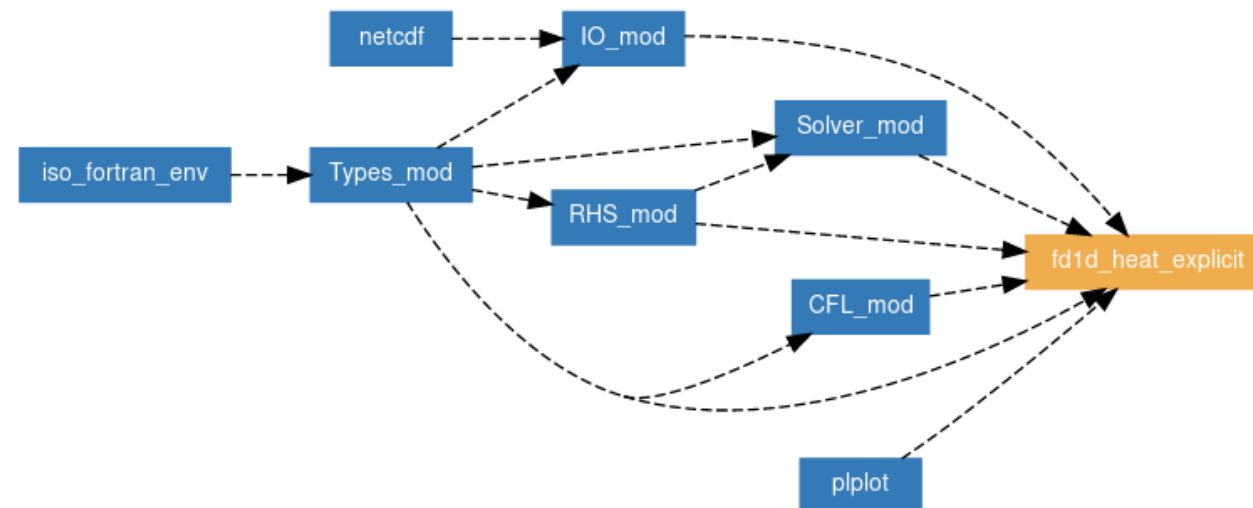 netcdf
IO_mod
Solver_mod
iso_fortran_env
Types_mod
RHS_mod
fd1d_heat_explicit
CFL_mod
plplot